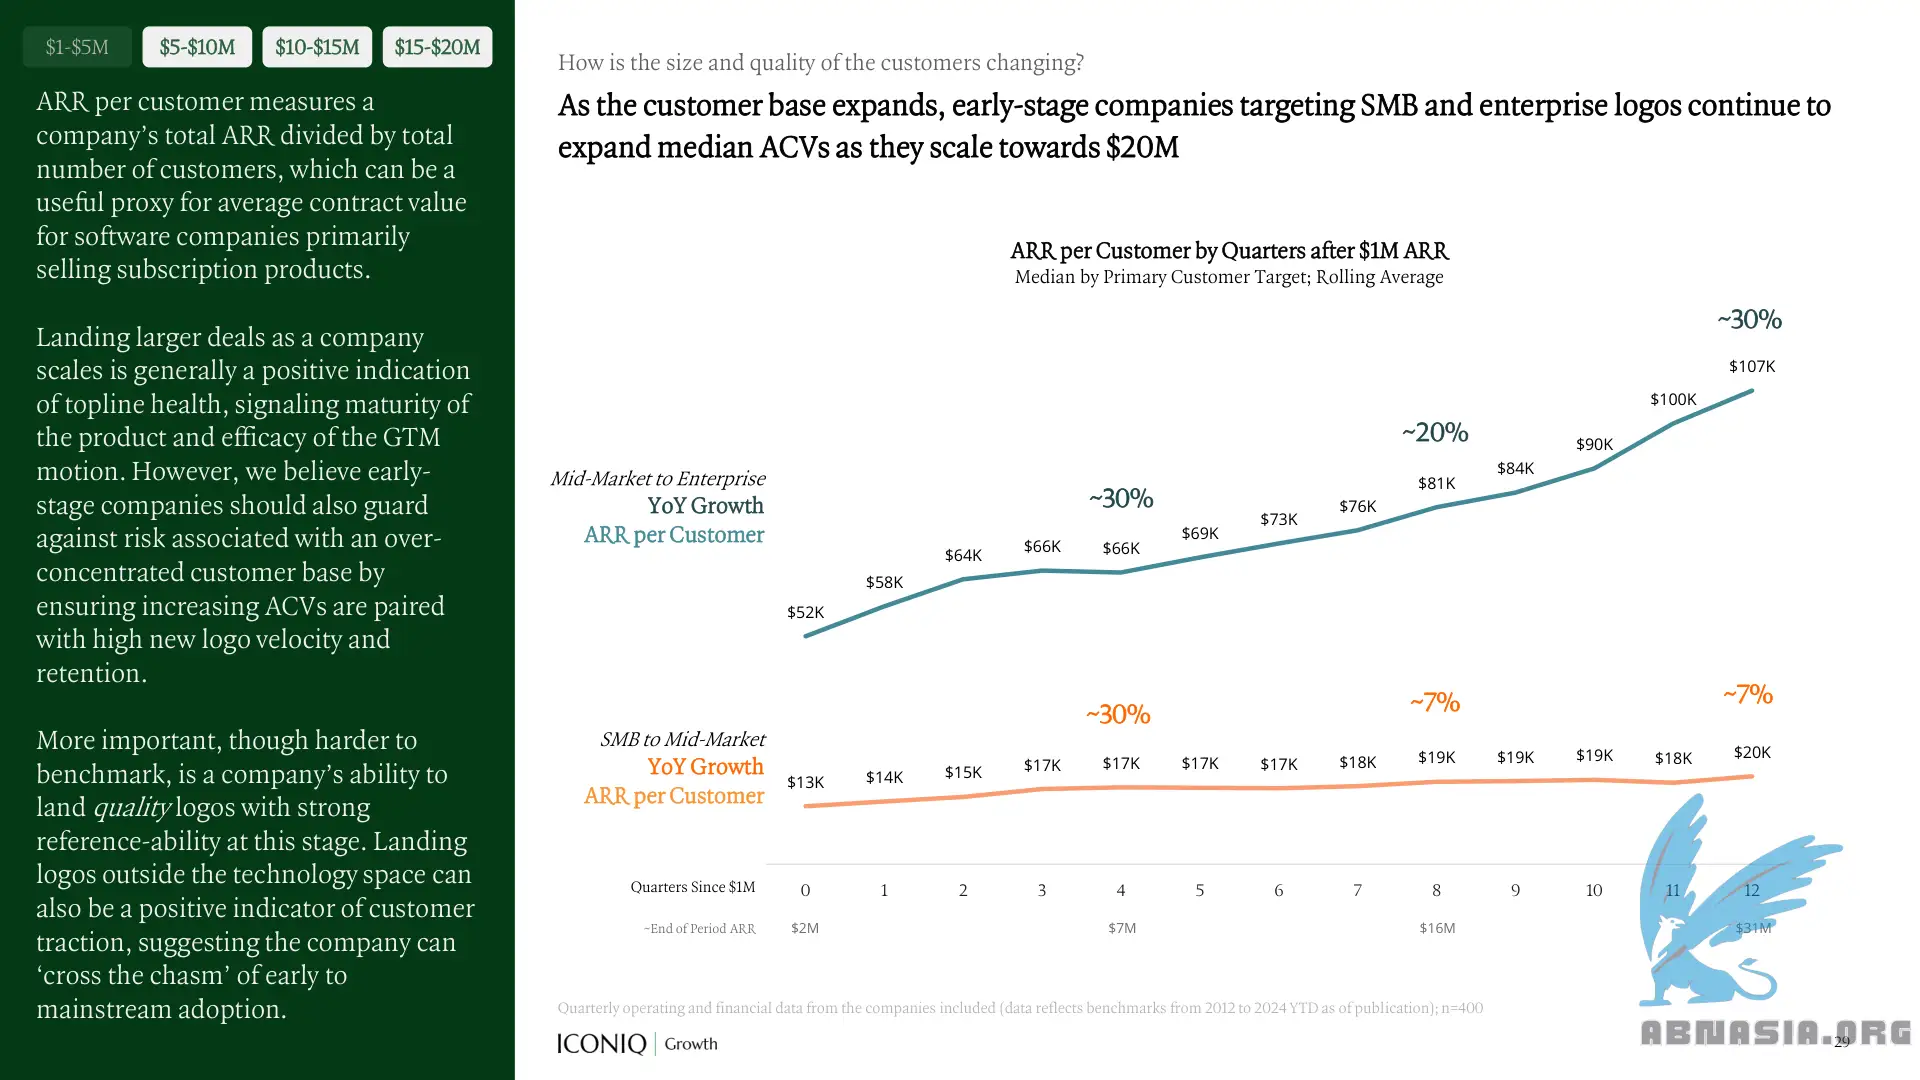 $1-$5M
$5-$10M
$10-$15M
$15-$20M
ARR per customer measures a
company’s total ARR divided by total
number of customers, which can be a
useful proxy for average contract value
for software companies primarily
selling subscription products.
Landing larger deals as a company
scales is generally a positive indication
of topline health, signaling maturity of
the product and efficacy of the GTM
motion. However, we believe early-
stage companies should also guard
against risk associated with an over-
concentrated customer base by
ensuring increasing ACVs are paired
with high new logo velocity and
retention.
More important, though harder to
benchmark, is a company’s ability to
land quality logos with strong
reference-ability at this stage. Landing
logos outside the technology space can
also be a positive indicator of customer
traction, suggesting the company can
‘cross the chasm’ of early to
mainstream adoption.
How is the size and quality of the customers changing?
As the customer base expands, early-stage companies targeting SMB and enterprise logos continue to
expand median ACVs as they scale towards $20M
ARR per Customer by Quarters after $1M ARR
Median by Primary Customer Target; Rolling Average
Mid-Market to Enterprise
YoY Growth
ARR per Customer
~30% ~20% ~30%
$52K $58K $64K $66K $66K $69K $73K $76K $81K $84K $90K $100K $107K
SMB to Mid-Market
YoY Growth
ARR per Customer
~30% ~7% ~7%
$13K $14K $15K $17K $17K $17K $17K $18K $19K $19K $19K $18K $20K
Quarters Since $1M 0 1 2 3 4 5 6 7 8 9 10 11 12
~End of Period ARR $2M $7M $16M $31M
Quarterly operating and financial data from the companies included (data reflects benchmarks from 2012 to 2024 YTD as of publication); n=400
ICONIQ | Growth
ABNASIA.ORG
29